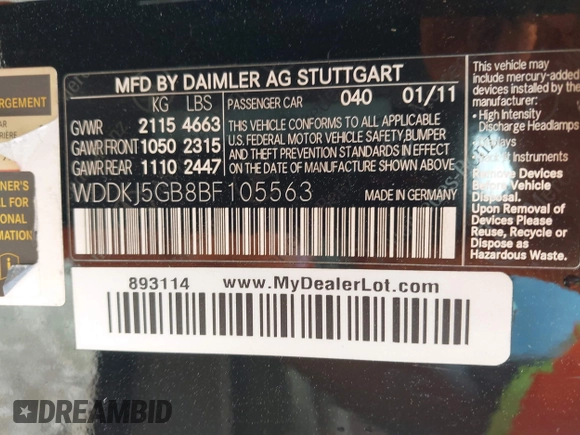 MFD BY DAIMLER AG STUTTGART
KG LBS
PASSENGER CAR 040 01/11
GVWR 2115 4663
GAWR FRONT 1050 2315
GAWR REAR 1110 2447
THIS VEHICLE CONFORMS TO ALL APPLICABLE
U.S. FEDERAL MOTOR VEHICLE SAFETY, BUMPER
AND THEFT PREVENTION STANDARDS IN EFFECT
ON THE DATE OF MANUFACTURE SHOWN ABOVE.
WDDKJ5GB8BF105563
MADE IN GERMANY
This vehicle may
include mercury-added
devices installed by the
manufacturer:
• High Intensity
Discharge Headlamps
Instruments
Remove Devices
Before Vehicle
Upon Removal of
Devices Please
Reuse, Recycle or
Dispose as
Hazardous Waste.
893114 www.MyDealerLot.com
DREAMBID